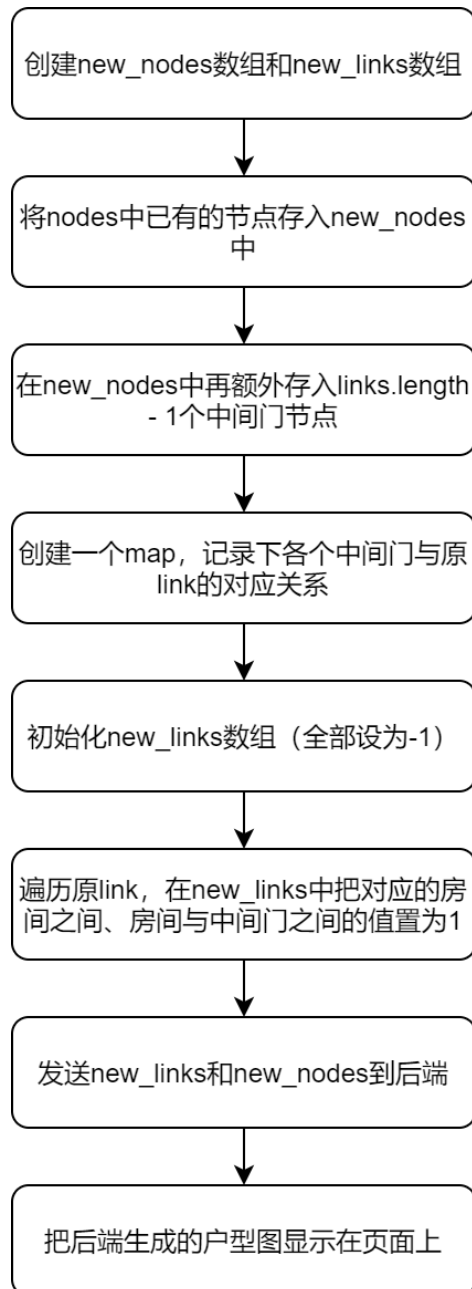 创建new_nodes数组和new_links数组
将nodes中已有的节点存入new_nodes
中
在new_nodes中再额外存入links.length
- 1个中间门节点
创建一个map，记录下各个中间门与原
link的对应关系
初始化new_links数组（全部设为-1）
遍历原link，在new_links中把对应的房
间之间、房间与中间门之间的值置为1
发送new_links和new_nodes到后端
把后端生成的户型图显示在页面上